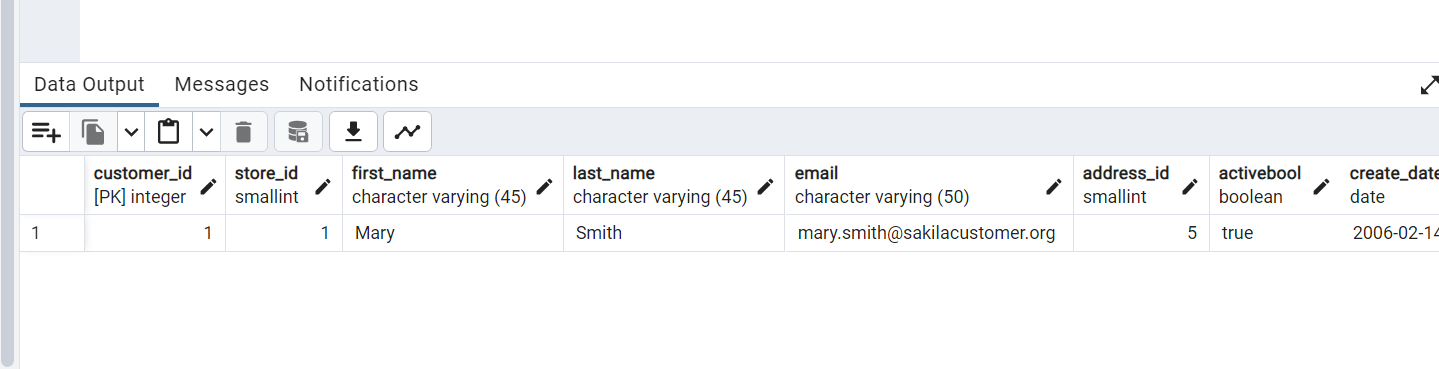 Data Output Messages Notifications
customer_id store_id first_name last_name email address_id activebool create_date
[PK] integer smallint character varying (45) character varying (45) character varying (50) smallint boolean date
1 1 1 Mary Smith mary.smith@sakilacustomer.org 5 true 2006-02-14